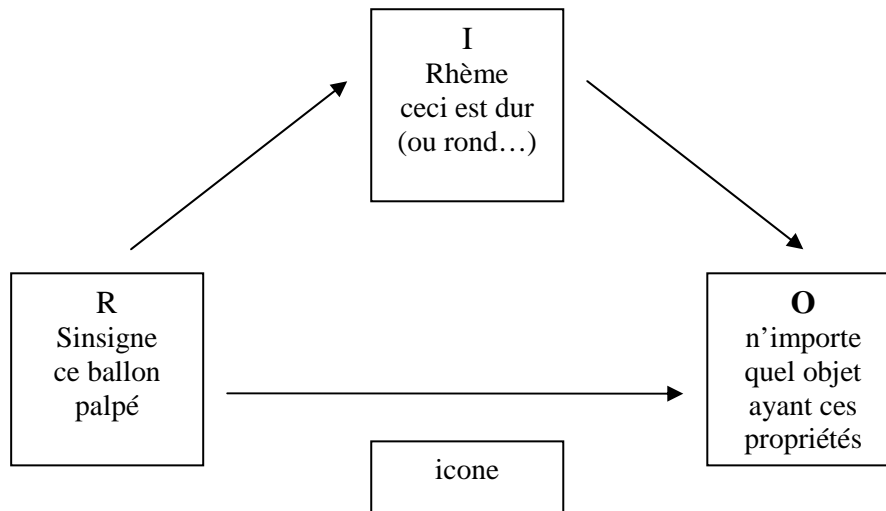 I
Rhème
ceci est dur
(ou rond…)
R
Sinsigne
ce ballon
palpé
O
n’importe
quel objet
ayant ces
propriétés
icone